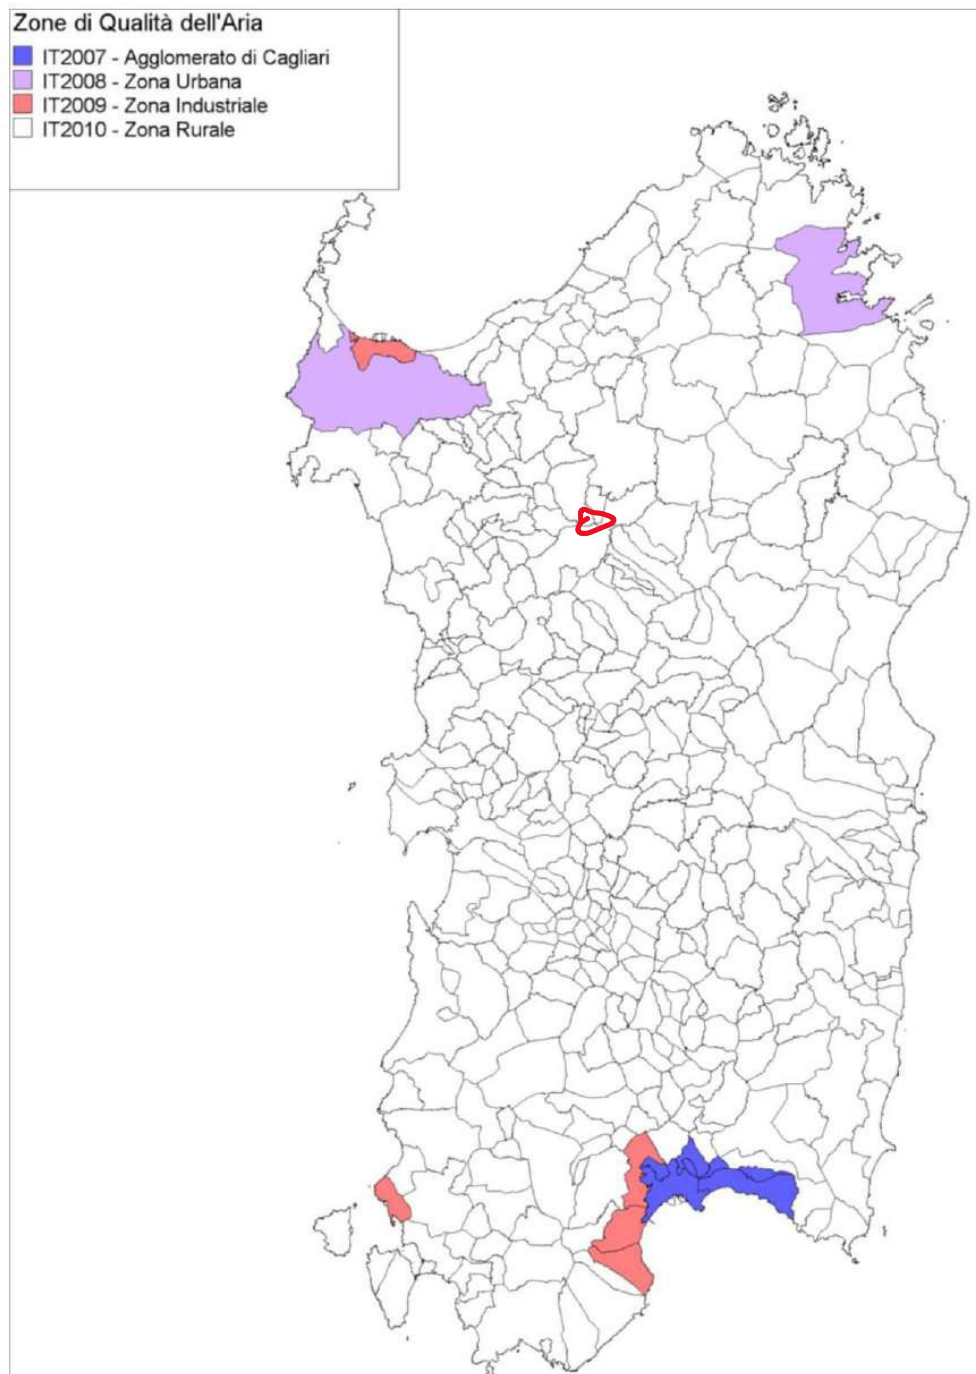 Zone di Qualità dell'Aria
IT2007 - Agglomerato di Cagliari
IT2008 - Zona Urbana
IT2009 - Zona Industriale
IT2010 - Zona Rurale